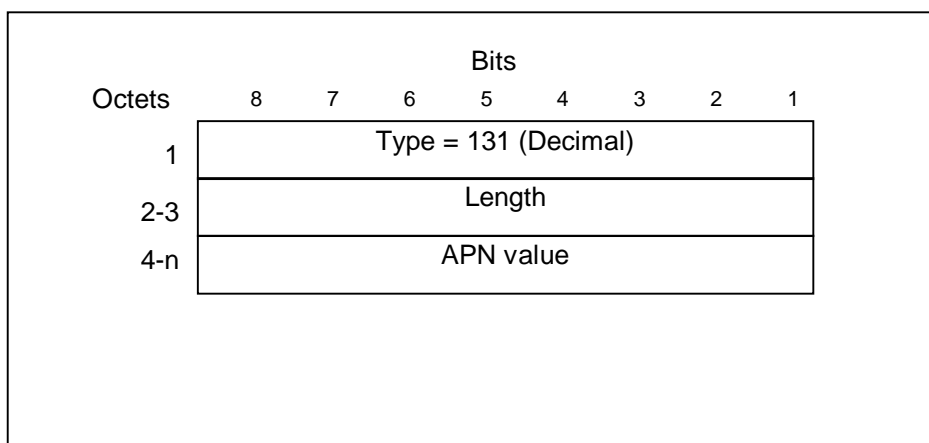 Bits
Octets 8 7 6 5 4 3 2 1
1 Type = 131 (Decimal)
2-3 Length
4-n APN value